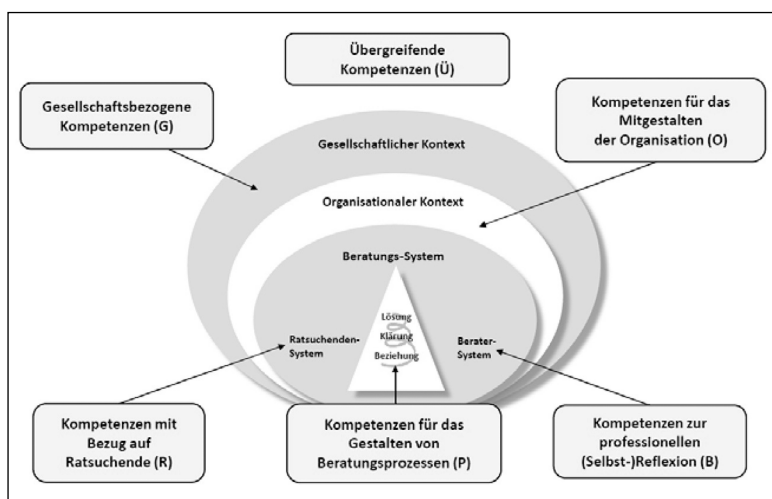 Übergreifende
Kompetenzen (Ü)
Gesellschaftsbezogene
Kompetenzen (G)
Kompetenzen für das
Mitgestalten
der Organisation (O)
Gesellschaftlicher Kontext
Organisationaler Kontext
Beratungs-System
Lösung
Klärung
Beziehung
Ratsuchenden-
System
Berater-
System
Kompetenzen mit
Bezug auf
Ratsuchende (R)
Kompetenzen für das
Gestalten von
Beratungsprozessen (P)
Kompetenzen zur
professionellen
(Selbst-)Reflexion (B)